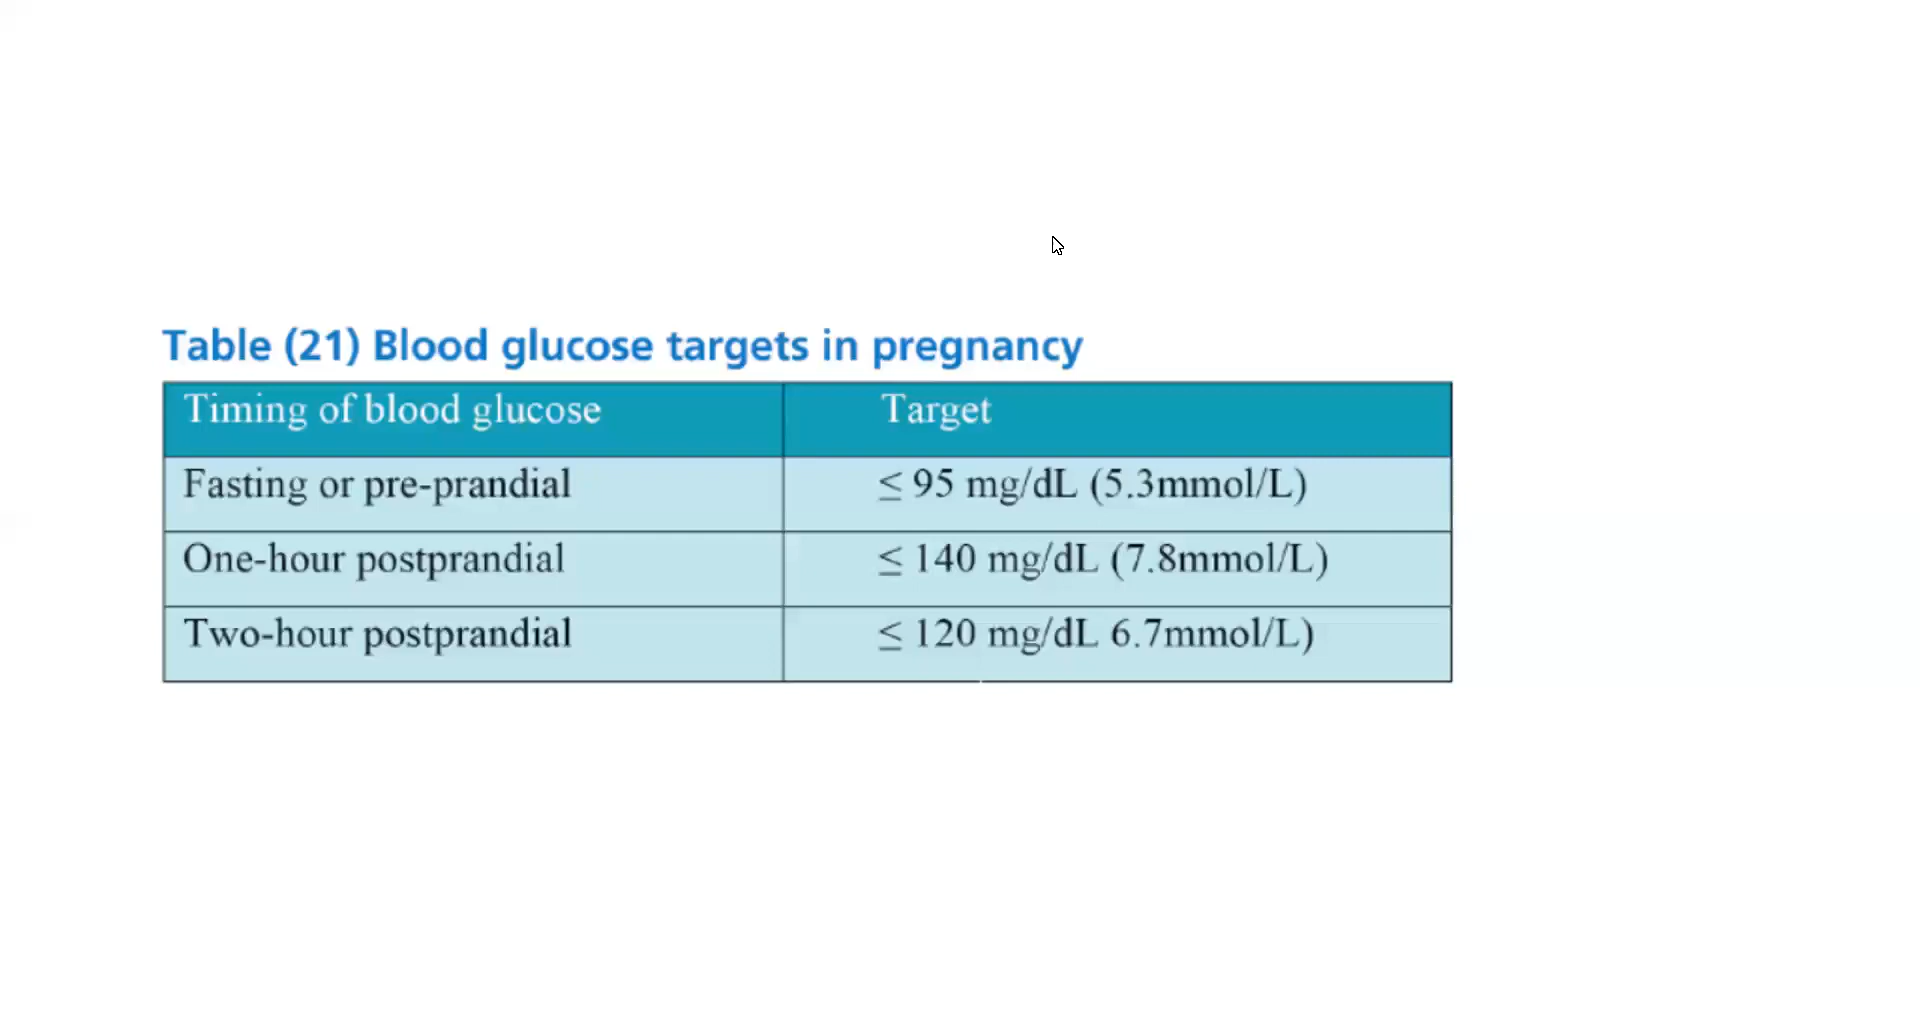 Table (21) Blood glucose targets in pregnancy
Timing of blood glucose Target
Fasting or pre-prandial ≤ 95 mg/dL (5.3mmol/L)
One-hour postprandial ≤ 140 mg/dL (7.8mmol/L)
Two-hour postprandial ≤ 120 mg/dL 6.7mmol/L)